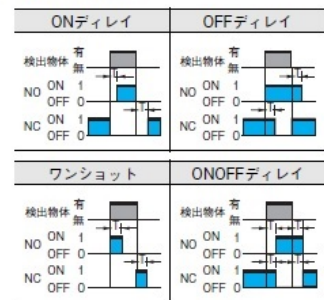 ONディレイ
検出物体 有
無
T
NO ON 1
OFF 0
T
NC ON 1
OFF 0
OFFディレイ
検出物体 有
無
T
NO ON 1
OFF 0
T
NC ON 1
OFF 0
ワンショット
検出物体 有
無
T
NO ON 1
OFF 0
T
NC ON 1
OFF 0
ONOFFディレイ
検出物体 有
無
T T
NO ON 1
OFF 0
T T
NC ON 1
OFF 0